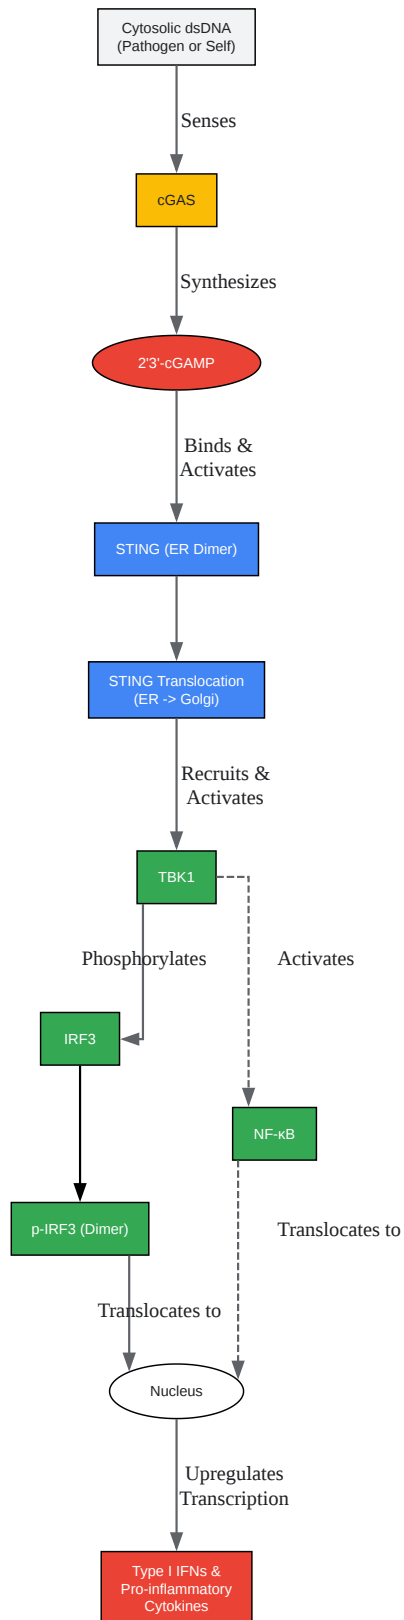 Cytosolic dsDNA
(Pathogen or Self)
Senses
cGAS
Synthesizes
2'3'-cGAMP
Binds &
Activates
STING (ER Dimer)
STING Translocation
(ER -> Golgi)
Recruits &
Activates
TBK1
Phosphorylates
Activates
IRF3
NF-κB
p-IRF3 (Dimer)
Translocates to
Translocates to
Nucleus
Upregulates
Transcription
Type I IFNs &
Pro-inflammatory
Cytokines